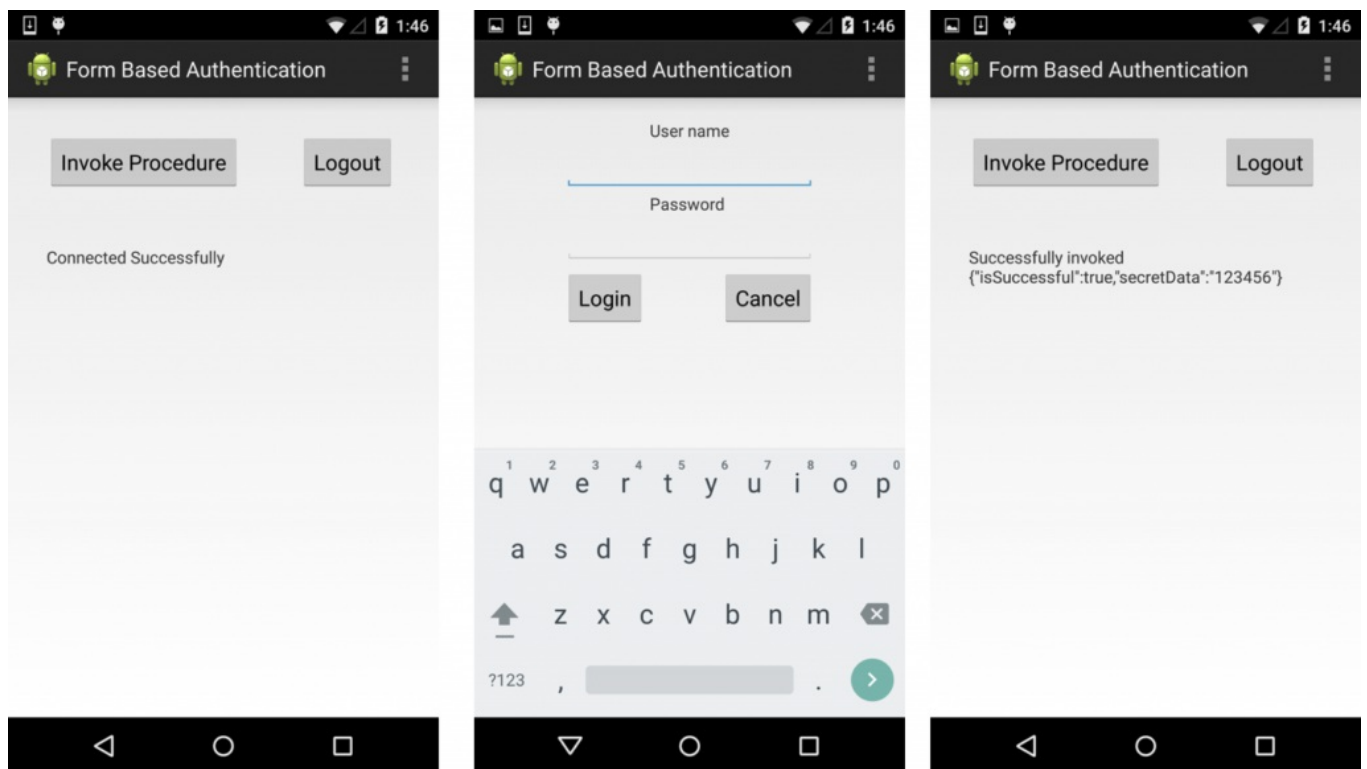 1:46
Form Based Authentication
Invoke Procedure Logout
Connected Successfully
1:46
Form Based Authentication
User name
Password
Login Cancel
1 2 3 4 5 6 7 8 9 0
q w e r t y u i o p
a s d f g h j k l
z x c v b n m
?123 , .
1:46
Form Based Authentication
Invoke Procedure Logout
Successfully invoked
{"isSuccessful":true,"secretData":"123456"}